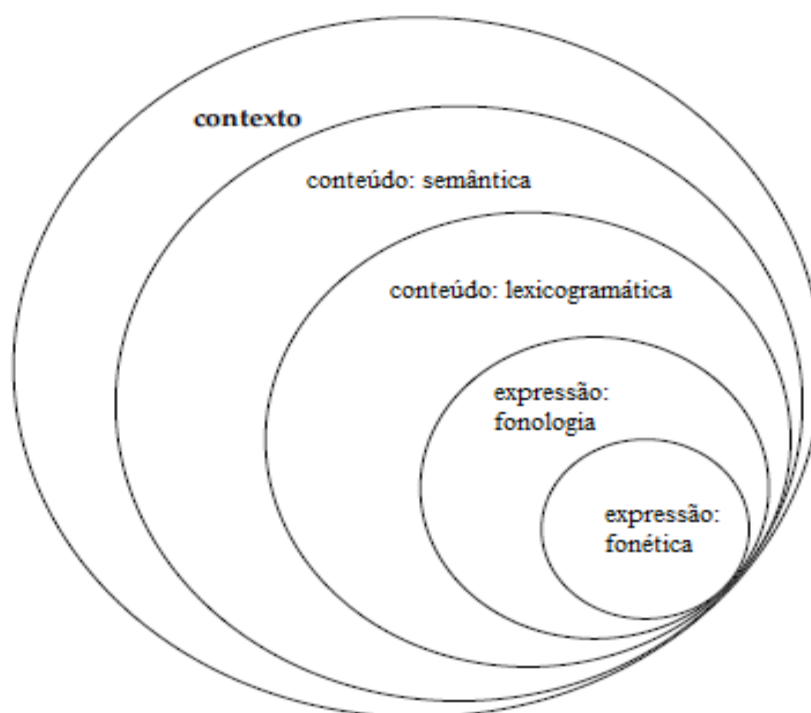 contexto
conteúdo: semântica
conteúdo: lexicogramática
expressão:
fonologia
expressão:
fonética